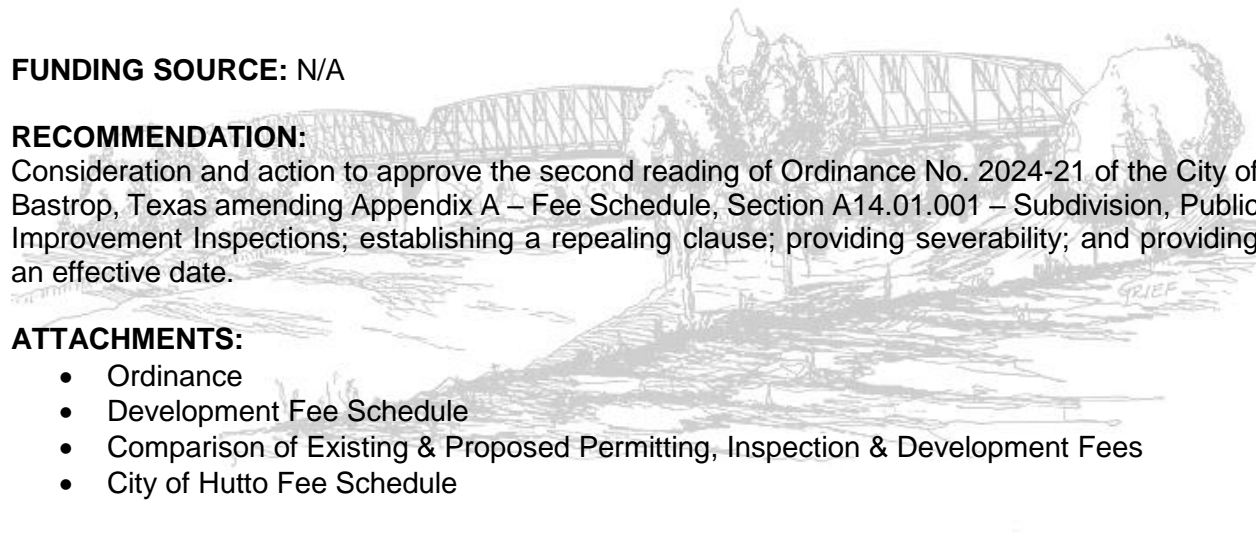 FUNDING SOURCE: N/A
RECOMMENDATION:
Consideration and action to approve the second reading of Ordinance No. 2024-21 of the City of
Bastrop, Texas amending Appendix A – Fee Schedule, Section A14.01.001 – Subdivision, Public
Improvement Inspections; establishing a repealing clause; providing severability; and providing
an effective date.
GRIEF
ATTACHMENTS:
• Ordinance
• Development Fee Schedule
• Comparison of Existing & Proposed Permitting, Inspection & Development Fees
• City of Hutto Fee Schedule